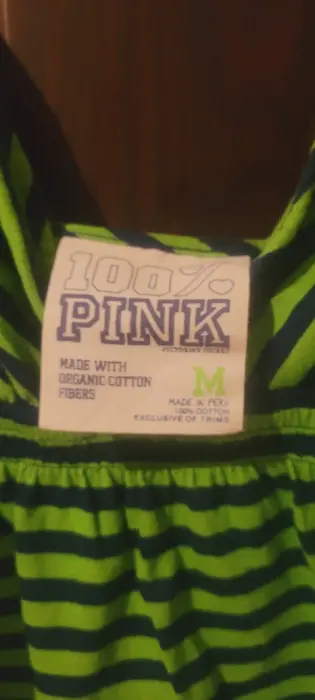 100%
PINK
VICTORIA'S SECRET
MADE WITH
ORGANIC COTTON
FIBERS
M
MADE IN PERU
100% COTTON
EXCLUSIVE OF TRIMS